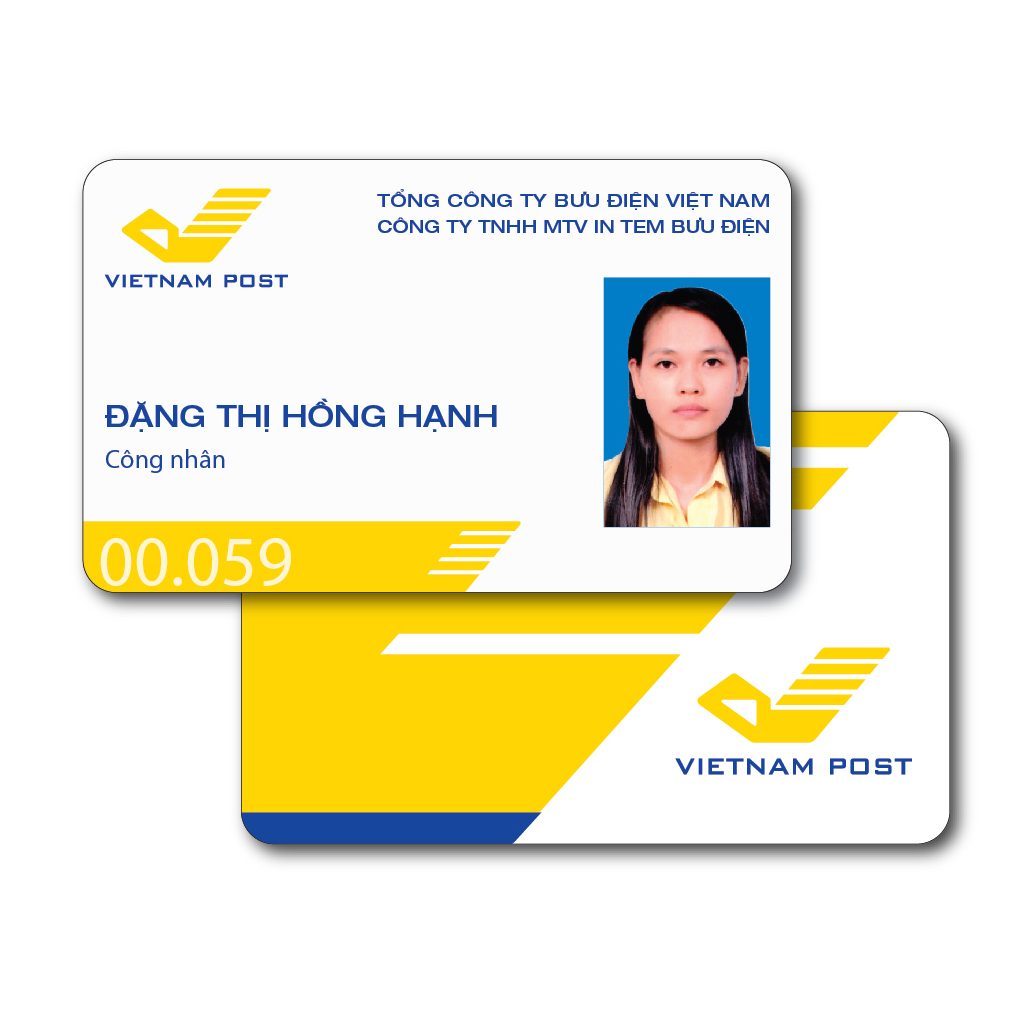 VIETNAM POST
TỔNG CÔNG TY BƯU ĐIỆN VIỆT NAM
CÔNG TY TNHH MTV IN TEM BƯU ĐIỆN
ĐẶNG THỊ HỒNG HẠNH
Công nhân
00.059
VIETNAM POST